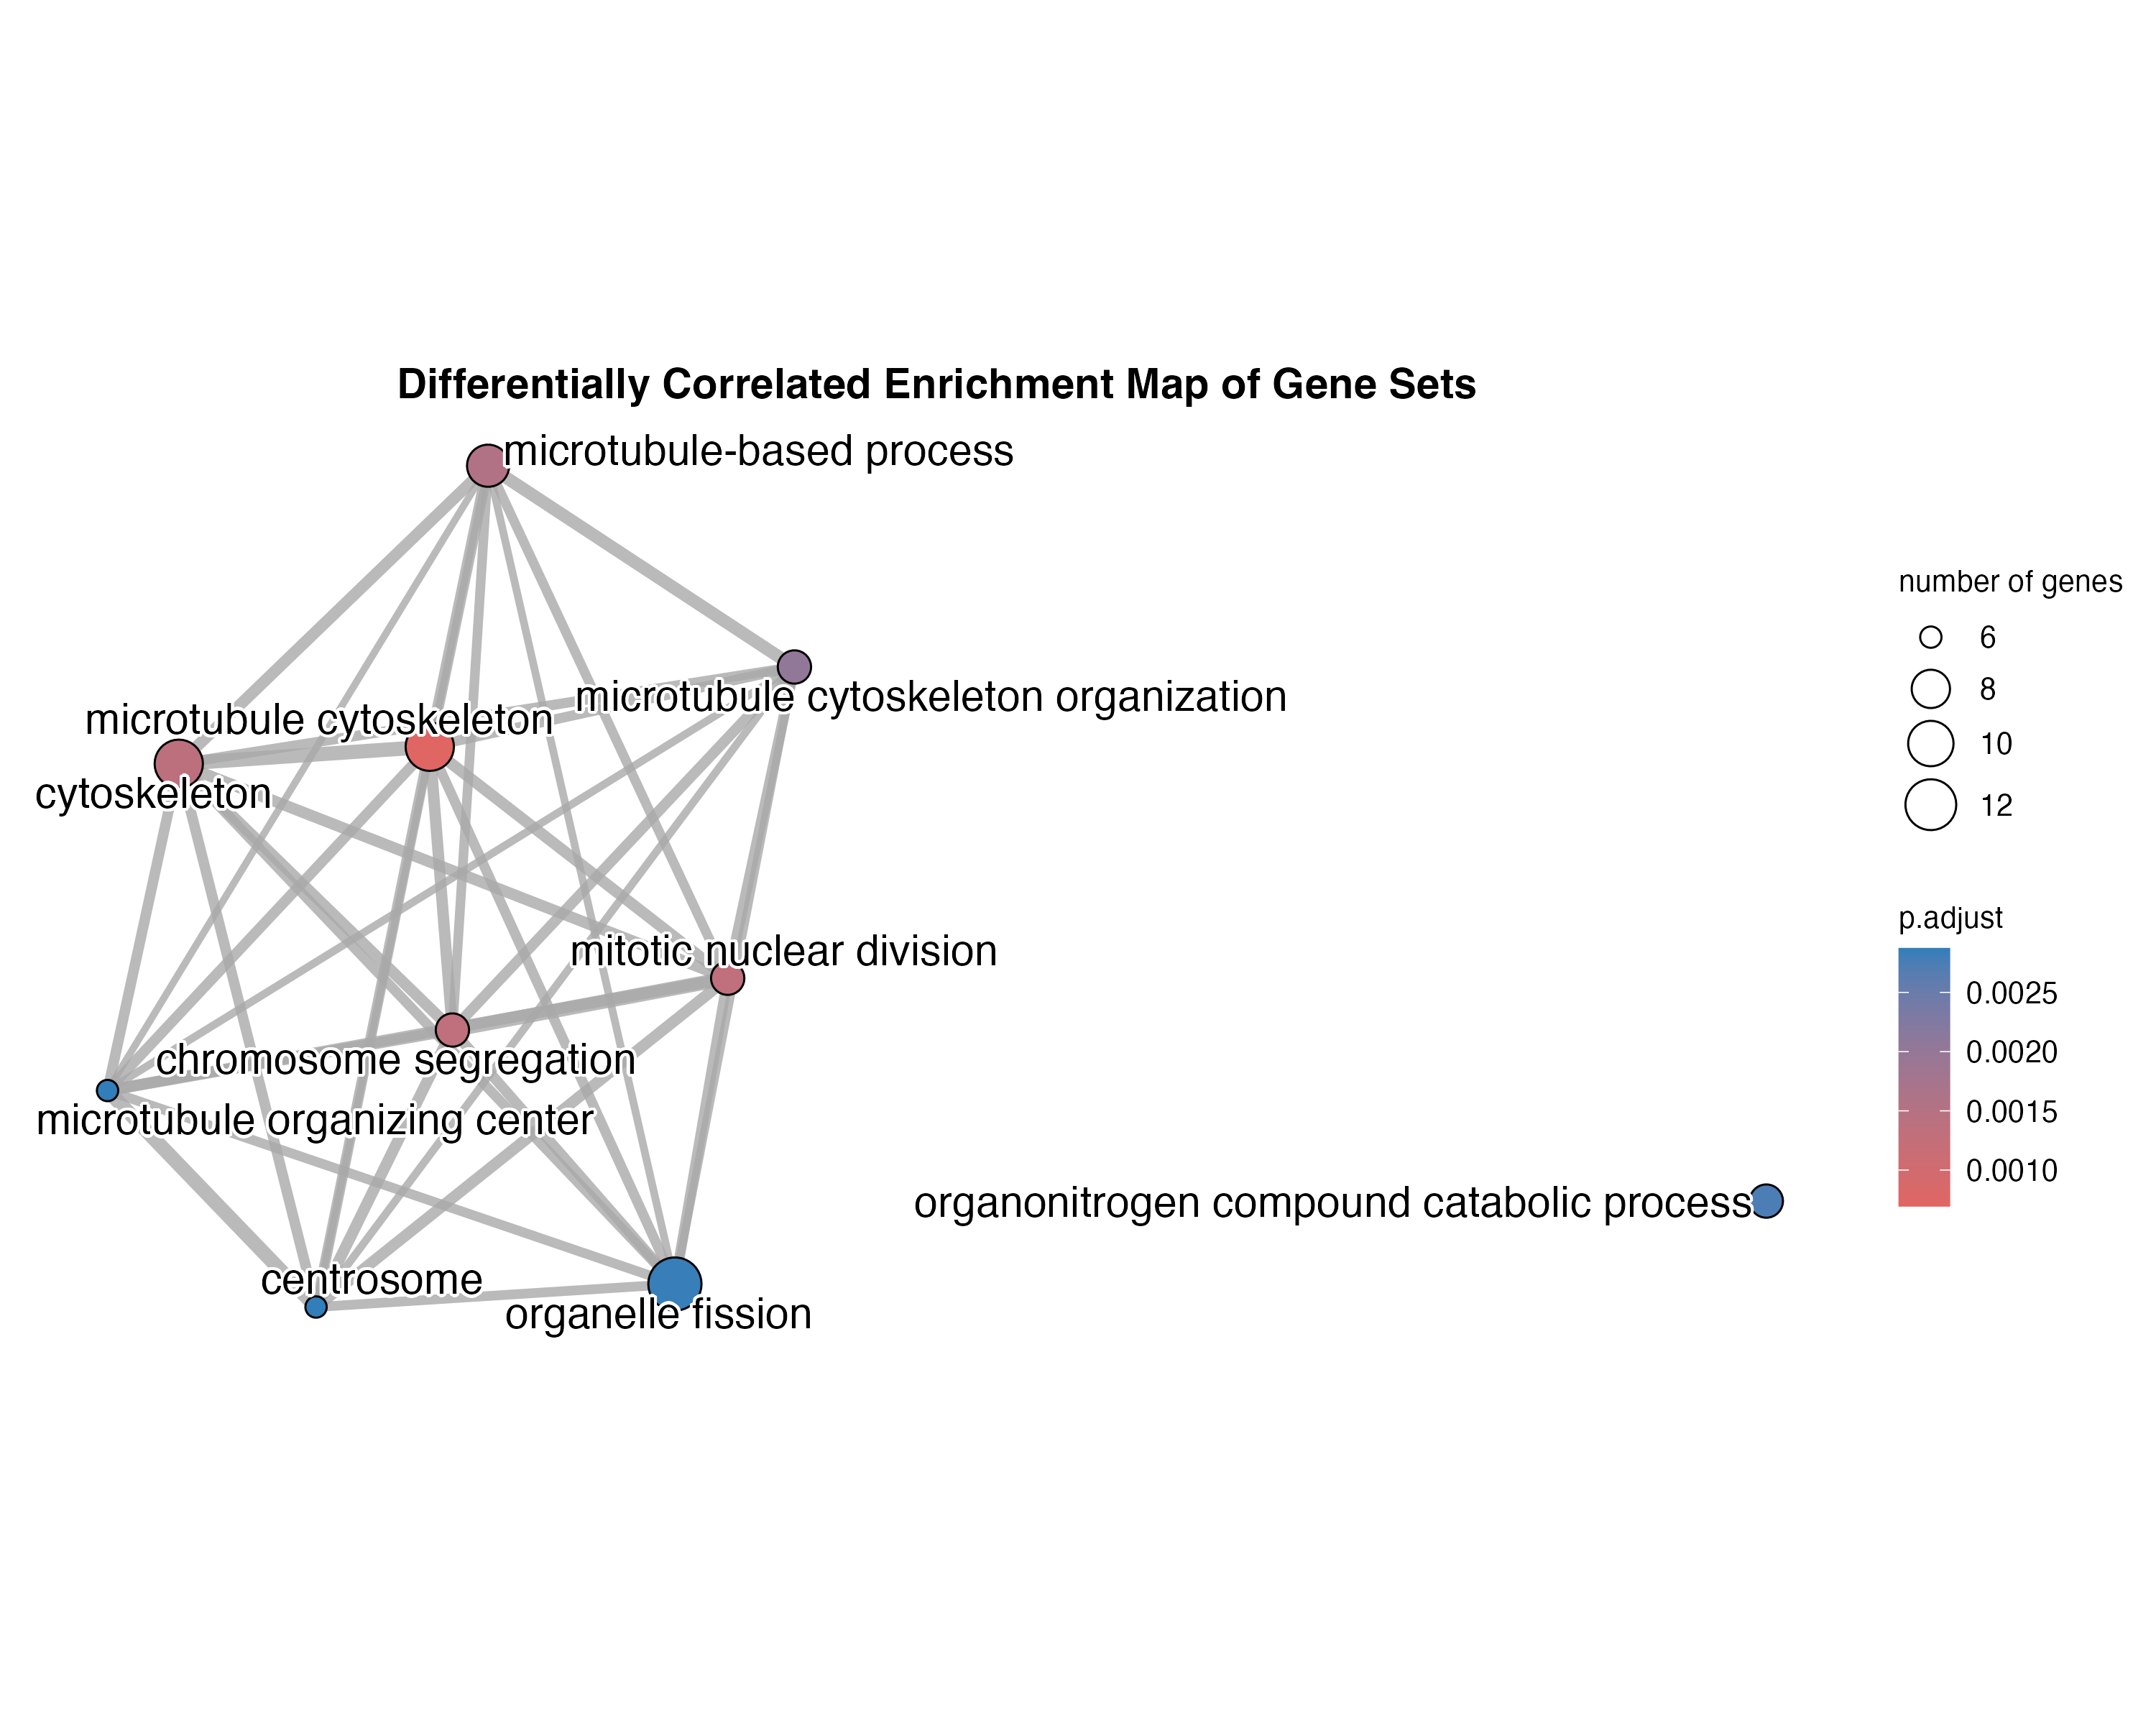 Differentially Correlated Enrichment Map of Gene Sets
microtubule-based process
microtubule cytoskeleton organization
microtubule cytoskeleton
cytoskeleton
mitotic nuclear division
chromosome segregation
microtubule organizing center
organonitrogen compound catabolic process
centrosome
organelle fission
number of genes
6
8
10
12
p.adjust
0.0025
0.0020
0.0015
0.0010